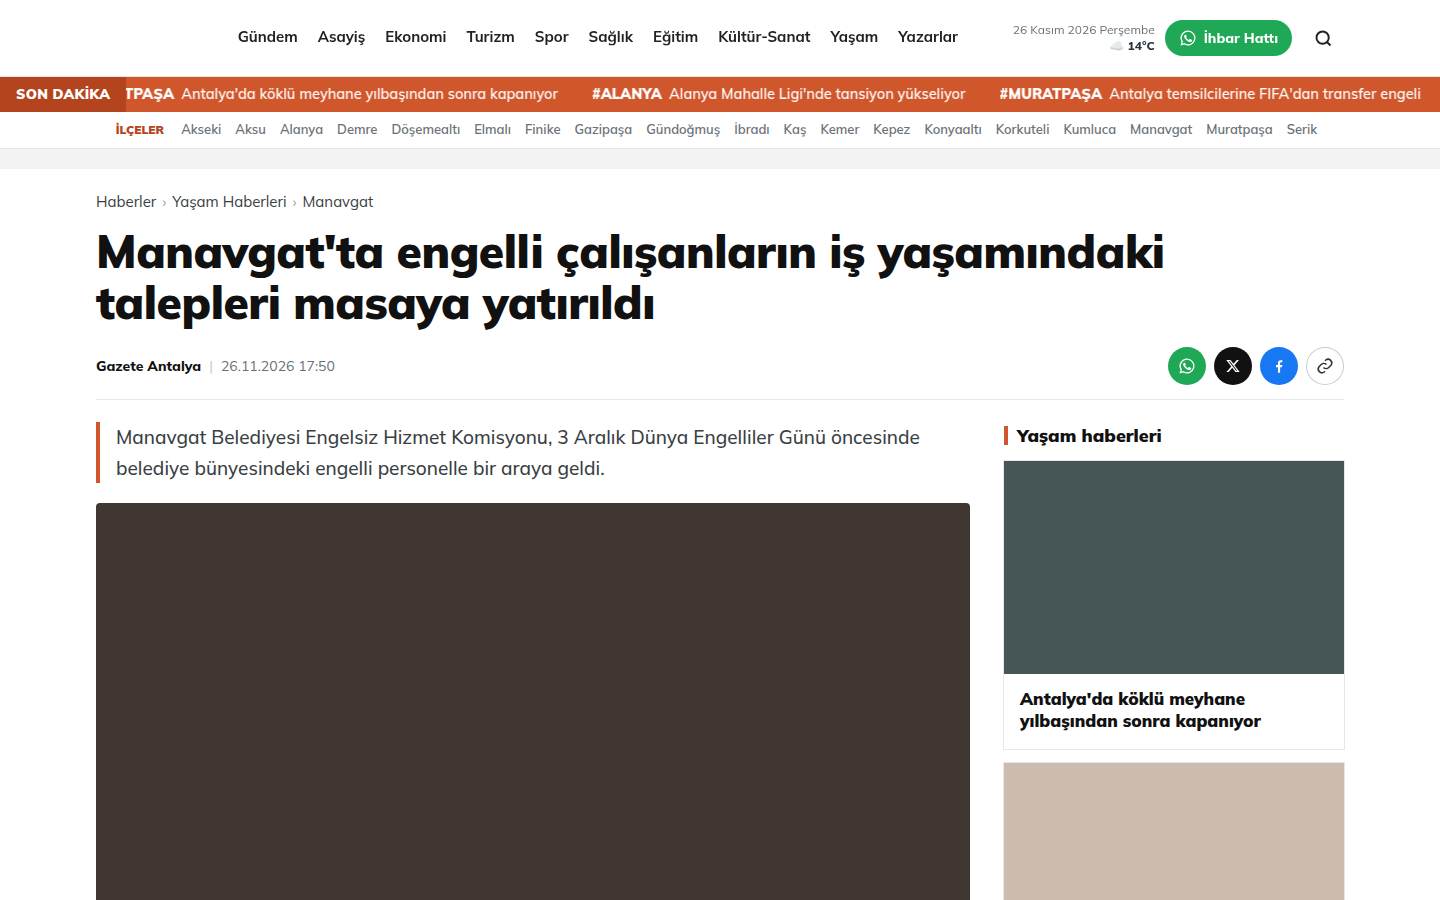 Gündem Asayiş Ekonomi Turizm Spor Sağlık Eğitim Kültür-Sanat Yaşam Yazarlar
26 Kasım 2026 Perşembe
14°C
İhbar Hattı
SON DAKİKA TPAŞA Antalya'da köklü meyhane yılbaşından sonra kapanıyor #ALANYA Alanya Mahalle Ligi'nde tansiyon yükseliyor #MURATPAŞA Antalya temsilcilerine FIFA'dan transfer engeli
İLÇELER Akseki Aksu Alanya Demre Döşemealtı Elmalı Finike Gazipaşa Gündoğmuş İbradı Kaş Kemer Kepez Konyaaltı Korkuteli Kumluca Manavgat Muratpaşa Serik
Haberler › Yaşam Haberleri › Manavgat
Manavgat'ta engelli çalışanların iş yaşamındaki
talepleri masaya yatırıldı
Gazete Antalya | 26.11.2026 17:50
Manavgat Belediyesi Engelsiz Hizmet Komisyonu, 3 Aralık Dünya Engelliler Günü öncesinde
belediye bünyesindeki engelli personelle bir araya geldi.
Yaşam haberleri
Antalya'da köklü meyhane
yılbaşından sonra kapanıyor